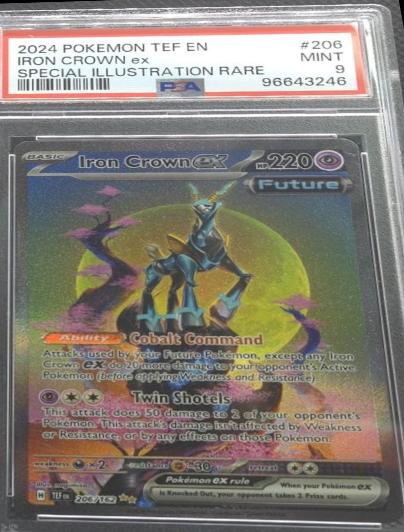 2024 POKEMON TEF EN #206
IRON CROWN ex MINT
SPECIAL ILLUSTRATION RARE 9
PSA 96643246
BASIC Iron Crown ex HP 220
Future
Ability Cobalt Command
Attacks used by your Future Pokémon, except any Iron
Crown ex do 20 more damage to your opponent's Active
Pokémon (before applying Weakness and Resistance)
Twin Shotels
This attack does 50 damage to 2 of your opponent's
Pokémon. This attack's damage isn't affected by Weakness
or Resistance, or by any effects on those Pokémon.
weakness ×2 resistance -30 retreat
Pokémon ex rule When your Pokémon ex
is Knocked Out, your opponent takes 2 Prize cards.
H TEF EN 206/162